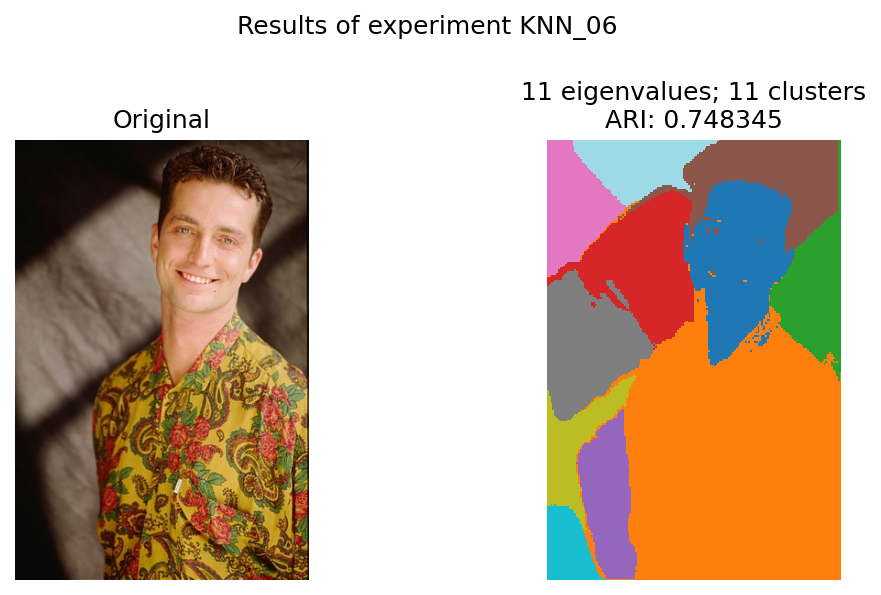 Results of experiment KNN_06
Original
11 eigenvalues; 11 clusters
ARI: 0.748345